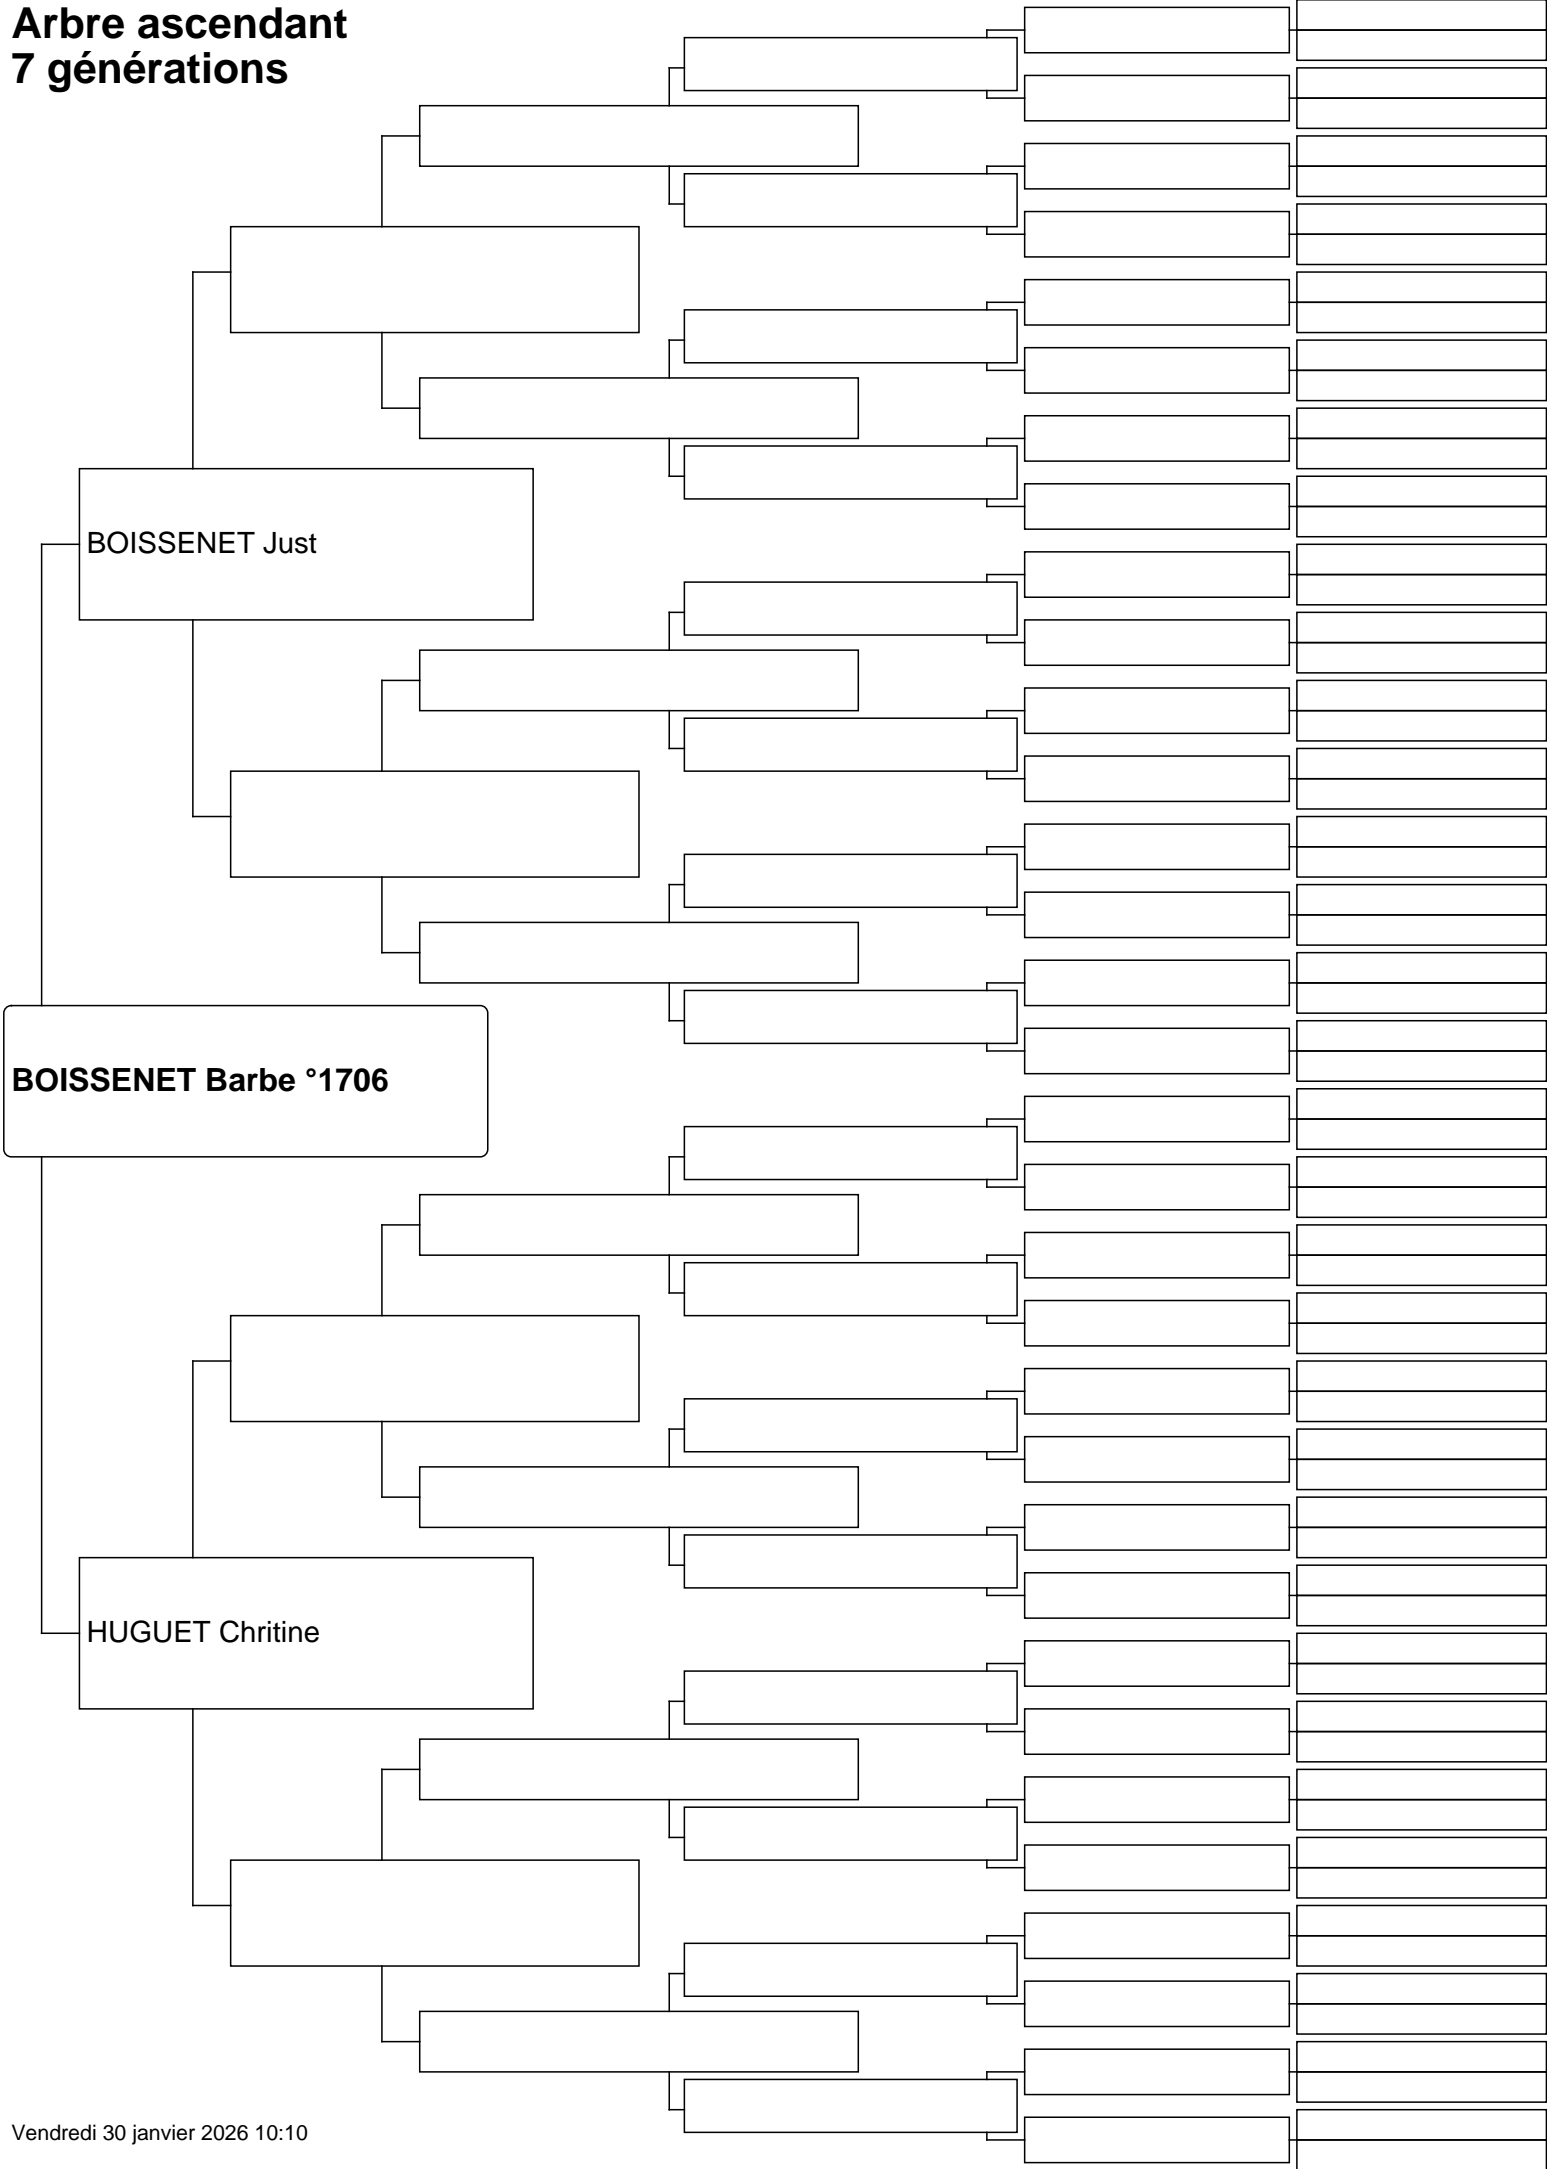 Arbre ascendant
7 générations
BOISSENET Just
BOISSENET Barbe °1706
HUGUET Chritine
Vendredi 30 janvier 2026 10:10